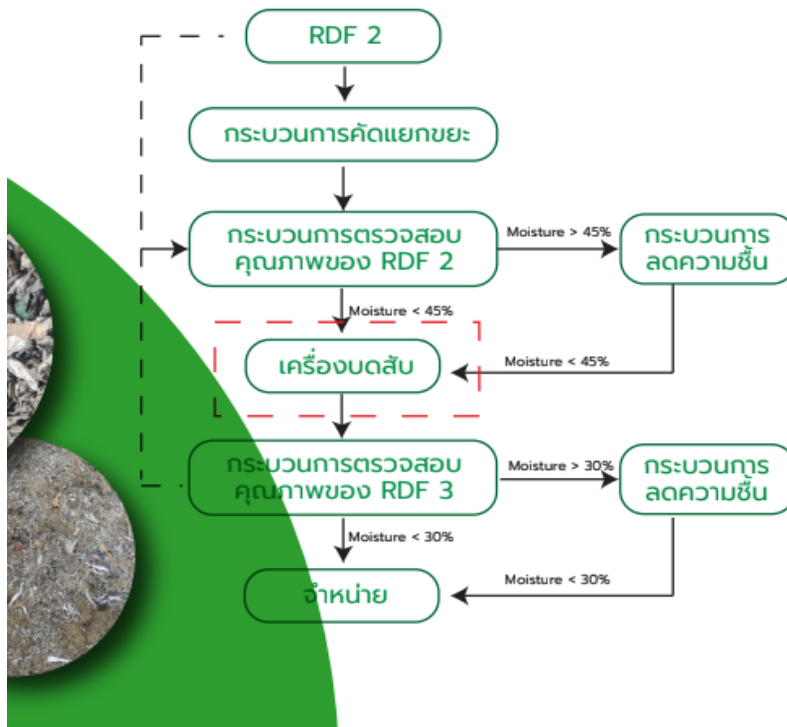 RDF 2
กระบวนการคัดแยกขยะ
กระบวนการตรวจสอบ
คุณภาพของ RDF 2
Moisture > 45%
กระบวนการ
ลดความชื้น
Moisture < 45%
เครื่องบดสับ
Moisture < 45%
กระบวนการตรวจสอบ
คุณภาพของ RDF 3
Moisture > 30%
กระบวนการ
ลดความชื้น
Moisture < 30%
จำหน่าย
Moisture < 30%